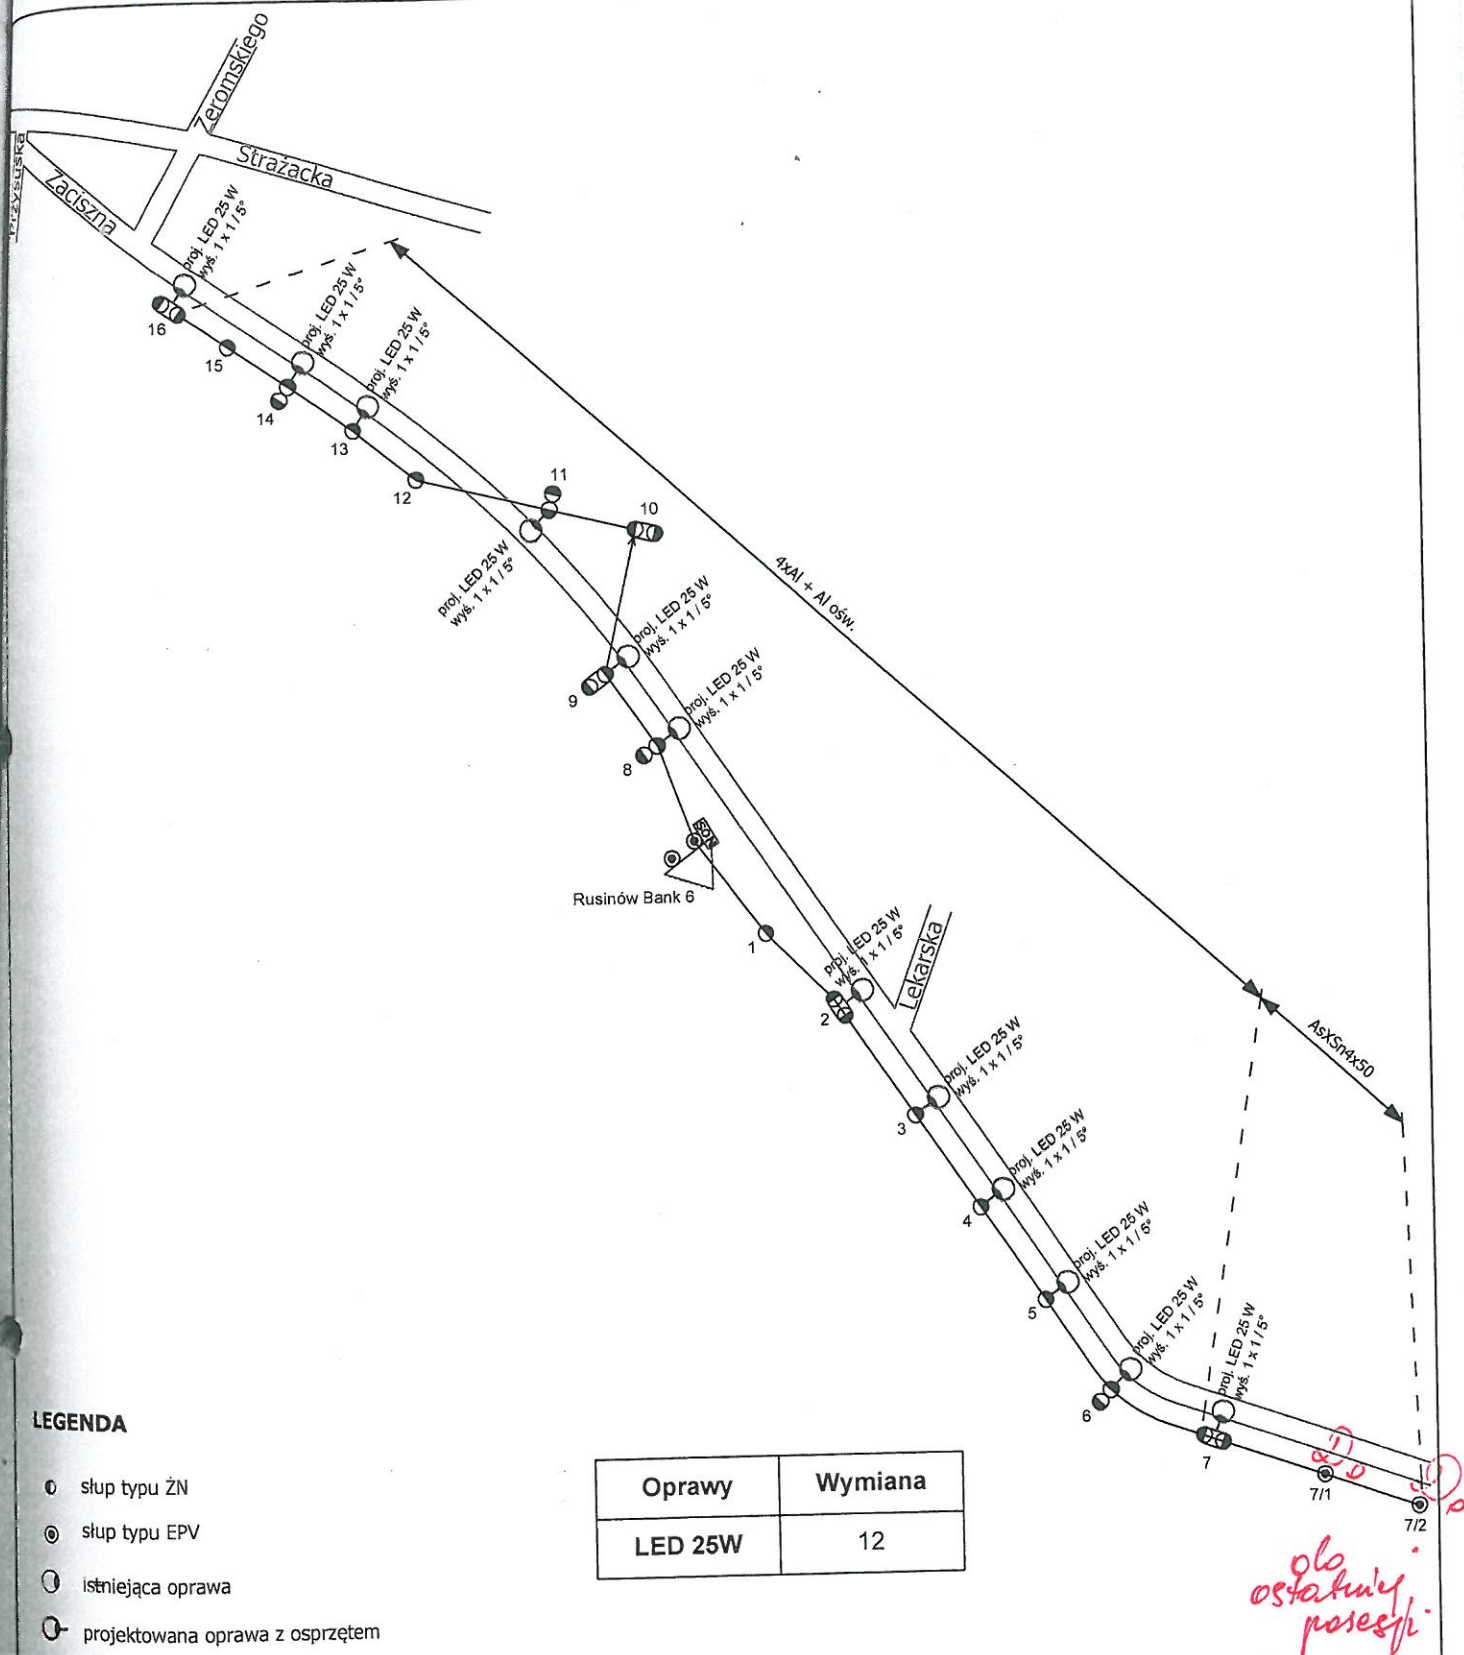 Żeromskiego
Strażacka
Przysuska
Zaciszna
proj. LED 25 W
wyś. 1 x 1 / 5°
16
15
proj. LED 25 W
wyś. 1 x 1 / 5°
14
proj. LED 25 W
wyś. 1 x 1 / 5°
13
12
11
10
proj. LED 25 W
wyś. 1 x 1 / 5°
4xAl + Al ośw.
proj. LED 25 W
wyś. 1 x 1 / 5°
9
proj. LED 25 W
wyś. 1 x 1 / 5°
8
SON
Rusinów Bank 6
1
proj. LED 25 W
wyś. 1 x 1 / 5°
Lekarska
2
AsXSn4x50
proj. LED 25 W
wyś. 1 x 1 / 5°
3
proj. LED 25 W
wyś. 1 x 1 / 5°
4
proj. LED 25 W
wyś. 1 x 1 / 5°
5
proj. LED 25 W
wyś. 1 x 1 / 5°
6
proj. LED 25 W
wyś. 1 x 1 / 5°
7
7/1
7/2
do
ostatniej
posesji
LEGENDA
słup typu ŻN
słup typu EPV
istniejąca oprawa
projektowana oprawa z osprzętem
Oprawy Wymiana
LED 25W 12